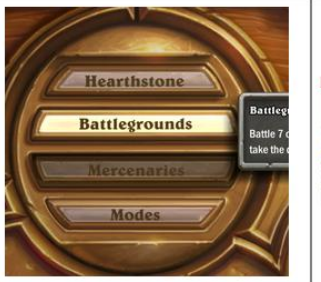 Hearthstone
Battlegrounds
Battle 7
take the
Mercenaries
Modes